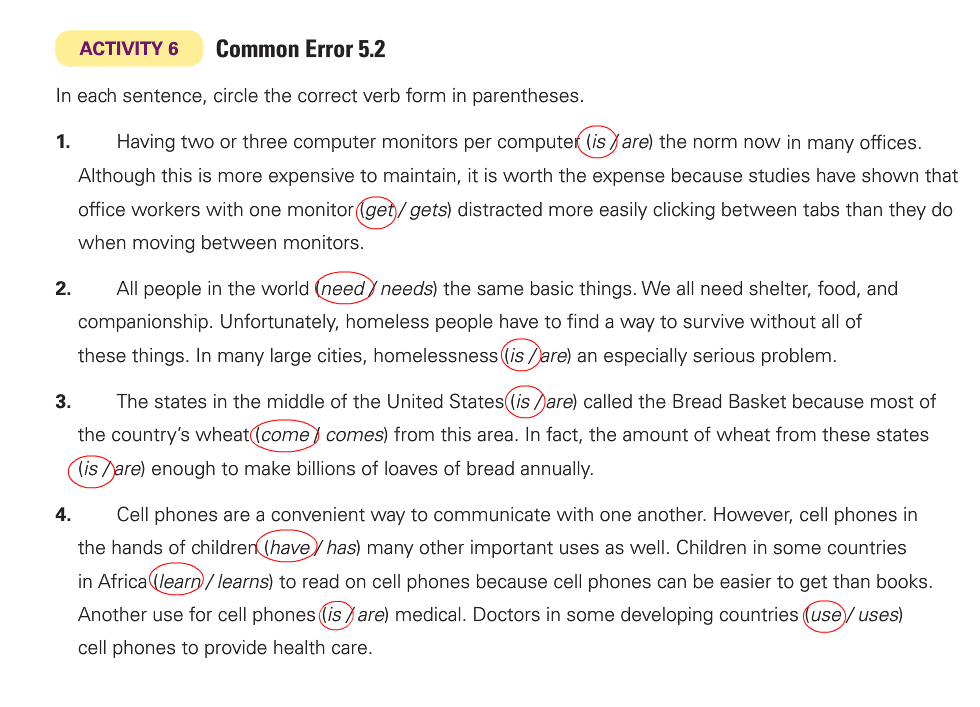 ACTIVITY 6 Common Error 5.2
In each sentence, circle the correct verb form in parentheses.
1. Having two or three computer monitors per computer (is / are) the norm now in many offices.
Although this is more expensive to maintain, it is worth the expense because studies have shown that
office workers with one monitor (get / gets) distracted more easily clicking between tabs than they do
when moving between monitors.
2. All people in the world (need / needs) the same basic things. We all need shelter, food, and
companionship. Unfortunately, homeless people have to find a way to survive without all of
these things. In many large cities, homelessness (is / are) an especially serious problem.
3. The states in the middle of the United States (is / are) called the Bread Basket because most of
the country's wheat (come / comes) from this area. In fact, the amount of wheat from these states
(is / are) enough to make billions of loaves of bread annually.
4. Cell phones are a convenient way to communicate with one another. However, cell phones in
the hands of children (have / has) many other important uses as well. Children in some countries
in Africa (learn / learns) to read on cell phones because cell phones can be easier to get than books.
Another use for cell phones (is / are) medical. Doctors in some developing countries (use / uses)
cell phones to provide health care.